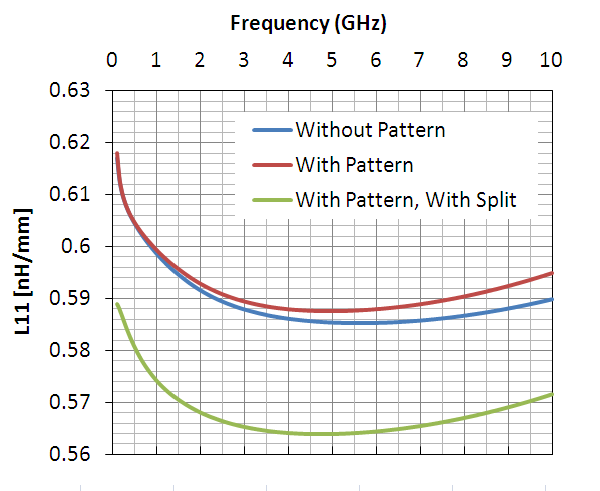 Frequency (GHz)
0 1 2 3 4 5 6 7 8 9 10
0.63
0.62
0.61
0.6
0.59
0.58
0.57
0.56
L11 [nH/mm]
Without Pattern
With Pattern
With Pattern, With Split